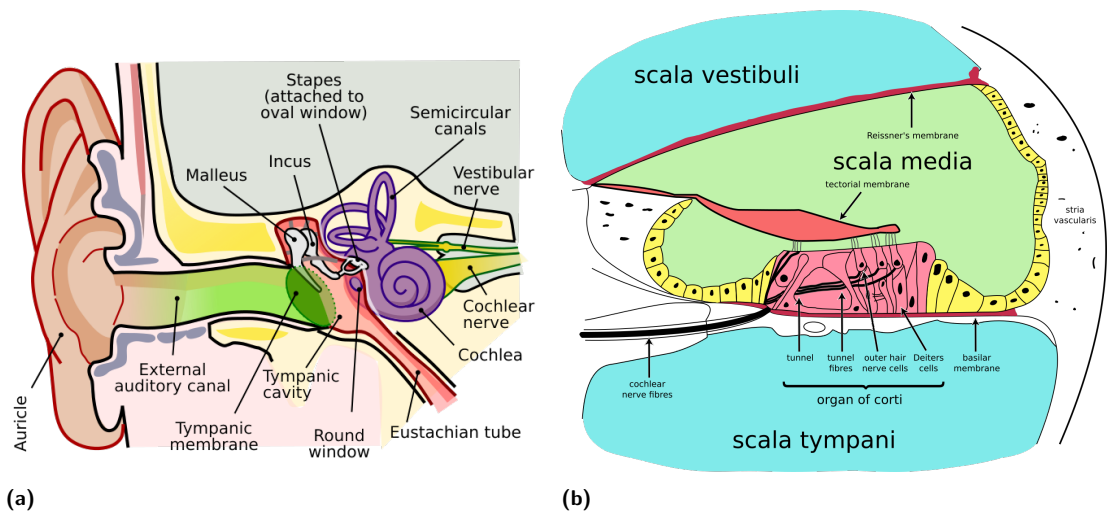 Stapes
(attached to
oval window)
Semicircular
canals
Incus
Malleus
Vestibular
nerve
Cochlear
nerve
Cochlea
External
auditory canal
Tympanic
cavity
Auricle
Tympanic
membrane
Round
window
Eustachian tube
(a)
scala vestibuli
Reissner's membrane
scala media
tectorial membrane
stria
vascularis
tunnel
tunnel
fibres
outer hair
nerve cells
Deiters
cells
basilar
membrane
cochlear
nerve fibres
organ of corti
scala tympani
(b)